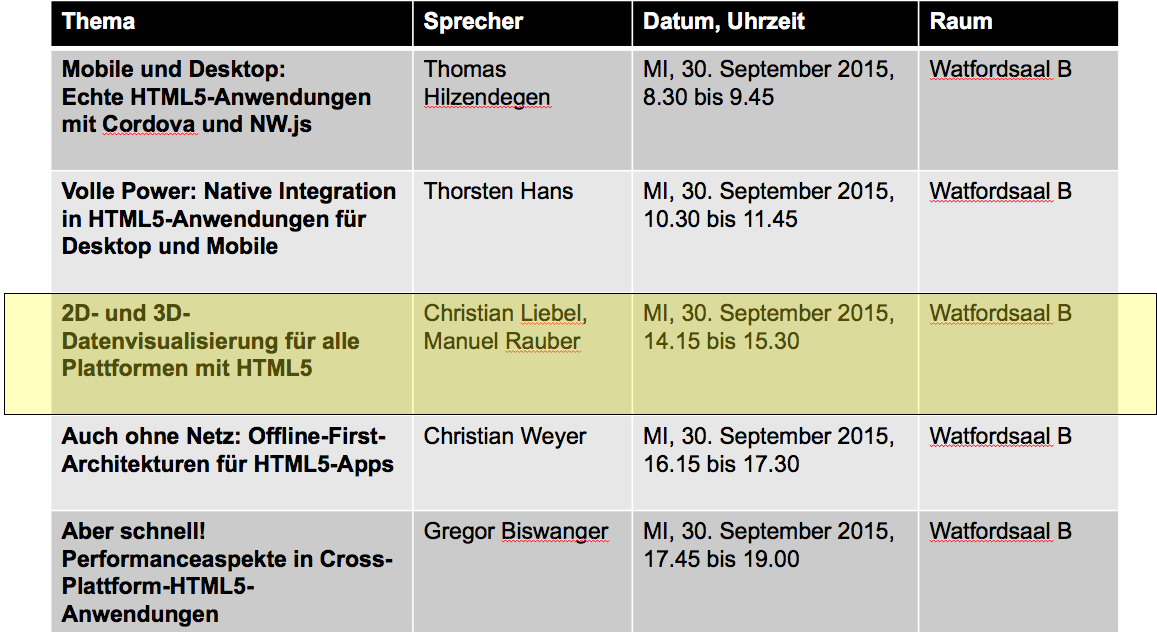 Thema Sprecher Datum, Uhrzeit Raum
Mobile und Desktop: Thomas MI, 30. September 2015, Watfordsaal B
Echte HTML5-Anwendungen Hilzendegen 8.30 bis 9.45
mit Cordova und NW.js
Volle Power: Native Integration Thorsten Hans MI, 30. September 2015, Watfordsaal B
in HTML5-Anwendungen für 10.30 bis 11.45
Desktop und Mobile
2D- und 3D- Christian Liebel, MI, 30. September 2015, Watfordsaal B
Datenvisualisierung für alle Manuel Rauber 14.15 bis 15.30
Plattformen mit HTML5
Auch ohne Netz: Offline-First- Christian Weyer MI, 30. September 2015, Watfordsaal B
Architekturen für HTML5-Apps 16.15 bis 17.30
Aber schnell! Gregor Biswanger MI, 30. September 2015, Watfordsaal B
Performanceaspekte in Cross- 17.45 bis 19.00
Plattform-HTML5-
Anwendungen